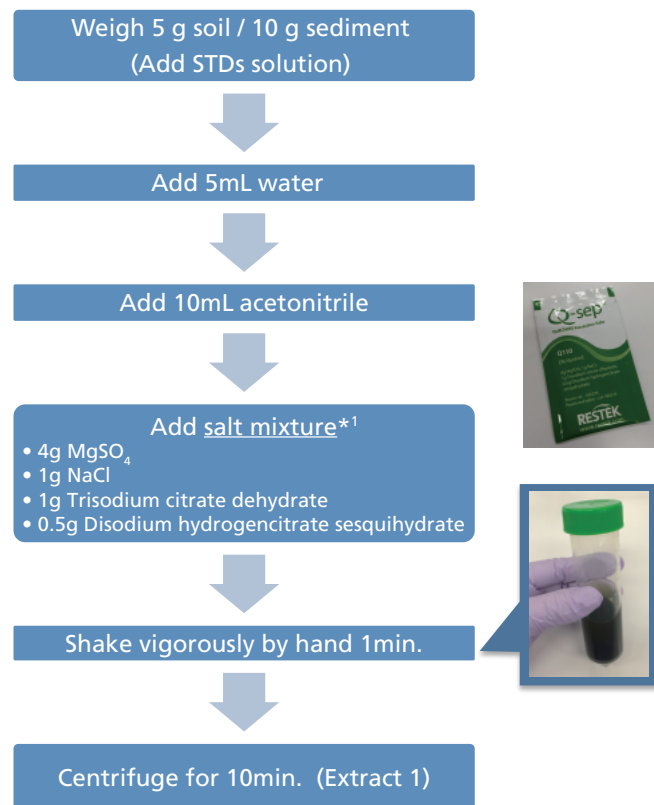 Weigh 5 g soil / 10 g sediment
(Add STDs solution)
Add 5mL water
Add 10mL acetonitrile
Q-sep
Q110
RESTEK
Add salt mixture*1
• 4g MgSO4
• 1g NaCl
• 1g Trisodium citrate dehydrate
• 0.5g Disodium hydrogencitrate sesquihydrate
Shake vigorously by hand 1min.
Centrifuge for 10min. (Extract 1)